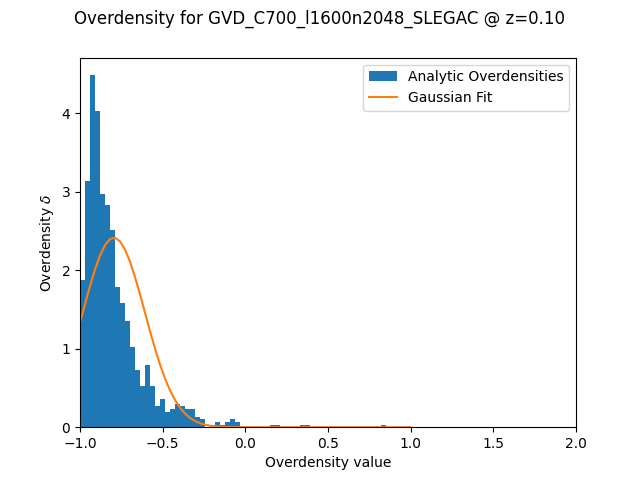 Overdensity for GVD_C700_l1600n2048_SLEGAC @ z=0.10
Analytic Overdensities
Gaussian Fit
4
3
2
1
0
Overdensity δ
−1.0 −0.5 0.0 0.5 1.0 1.5 2.0
Overdensity value